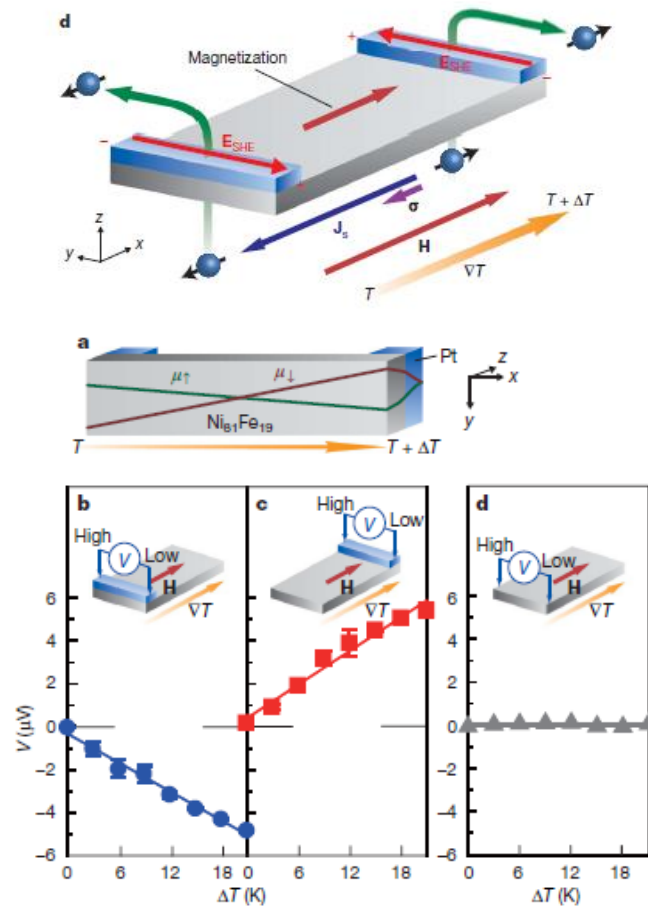 d
Magnetization
+
E_SHE
−
−
E_SHE
+
σ
J_s
H
T + ΔT
∇T
T
z
y
x
a
Pt
μ↑
μ↓
Ni₈₁Fe₁₉
T
T + ΔT
z
x
y
b
c
d
High
V
Low
H
∇T
High
V
Low
H
∇T
High
V
Low
H
∇T
6
4
2
0
−2
−4
−6
V (μV)
6
4
2
0
−2
−4
−6
0 6 12 18 0 6 12 18 0 6 12 18
ΔT (K) ΔT (K) ΔT (K)